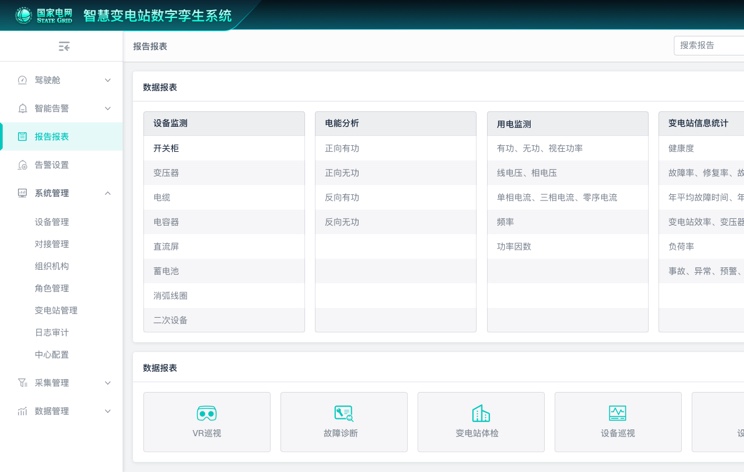 国家电网
STATE GRID
智慧变电站数字孪生系统
报告报表
搜索报告
驾驶舱
智能告警
报告报表
告警设置
系统管理
设备管理
对接管理
组织机构
角色管理
变电站管理
日志审计
中心配置
采集管理
数据管理
数据报表
设备监测
开关柜
变压器
电缆
电容器
直流屏
蓄电池
消弧线圈
二次设备
电能分析
正向有功
正向无功
反向有功
反向无功
用电监测
有功、无功、视在功率
线电压、相电压
单相电流、三相电流、零序电流
频率
功率因数
变电站信息统计
健康度
故障率、修复率、故
年平均故障时间、年
变电站效率、变压器
负荷率
事故、异常、预警、
数据报表
VR巡视
故障诊断
变电站体检
设备巡视